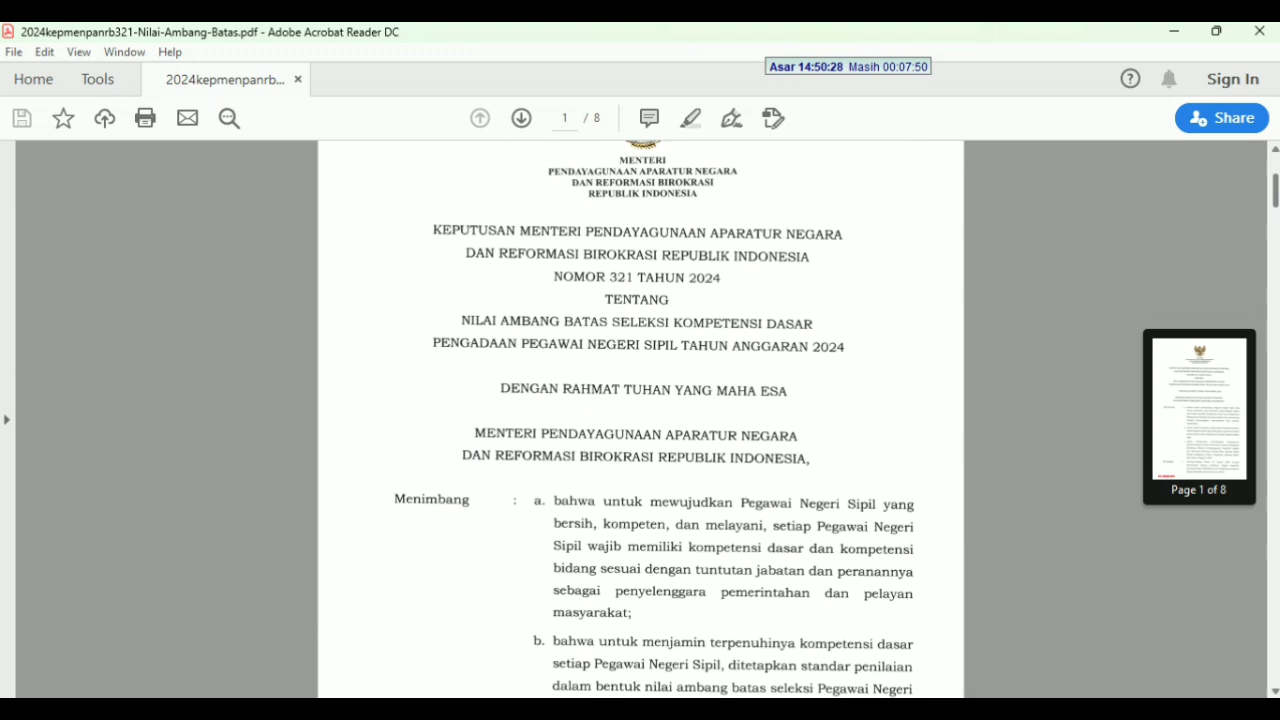 2024kepmenpanrb321-Nilai-Ambang-Batas.pdf - Adobe Acrobat Reader DC
File Edit View Window Help
Asar 14:50:28 Masih 00:07:50
Home Tools 2024kepmenpanrb... × Sign In
1 / 8 Share
MENTERI
PENDAYAGUNAAN APARATUR NEGARA
DAN REFORMASI BIROKRASI
REPUBLIK INDONESIA
KEPUTUSAN MENTERI PENDAYAGUNAAN APARATUR NEGARA
DAN REFORMASI BIROKRASI REPUBLIK INDONESIA
NOMOR 321 TAHUN 2024
TENTANG
NILAI AMBANG BATAS SELEKSI KOMPETENSI DASAR
PENGADAAN PEGAWAI NEGERI SIPIL TAHUN ANGGARAN 2024
DENGAN RAHMAT TUHAN YANG MAHA ESA
MENTERI PENDAYAGUNAAN APARATUR NEGARA
DAN REFORMASI BIROKRASI REPUBLIK INDONESIA,
Menimbang : a. bahwa untuk mewujudkan Pegawai Negeri Sipil yang
bersih, kompeten, dan melayani, setiap Pegawai Negeri
Sipil wajib memiliki kompetensi dasar dan kompetensi
bidang sesuai dengan tuntutan jabatan dan peranannya
sebagai penyelenggara pemerintahan dan pelayan
masyarakat;
b. bahwa untuk menjamin terpenuhinya kompetensi dasar
setiap Pegawai Negeri Sipil, ditetapkan standar penilaian
dalam bentuk nilai ambang batas seleksi Pegawai Negeri
Page 1 of 8